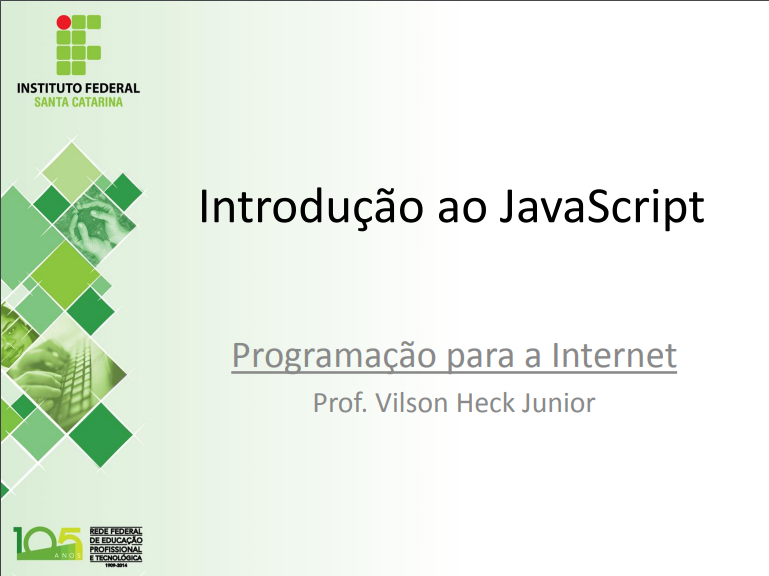 INSTITUTO FEDERAL
SANTA CATARINA
Introdução ao JavaScript
Programação para a Internet
Prof. Vilson Heck Junior
105
ANOS
REDE FEDERAL
DE EDUCAÇÃO
PROFISSIONAL
E TECNOLÓGICA
1909-2014